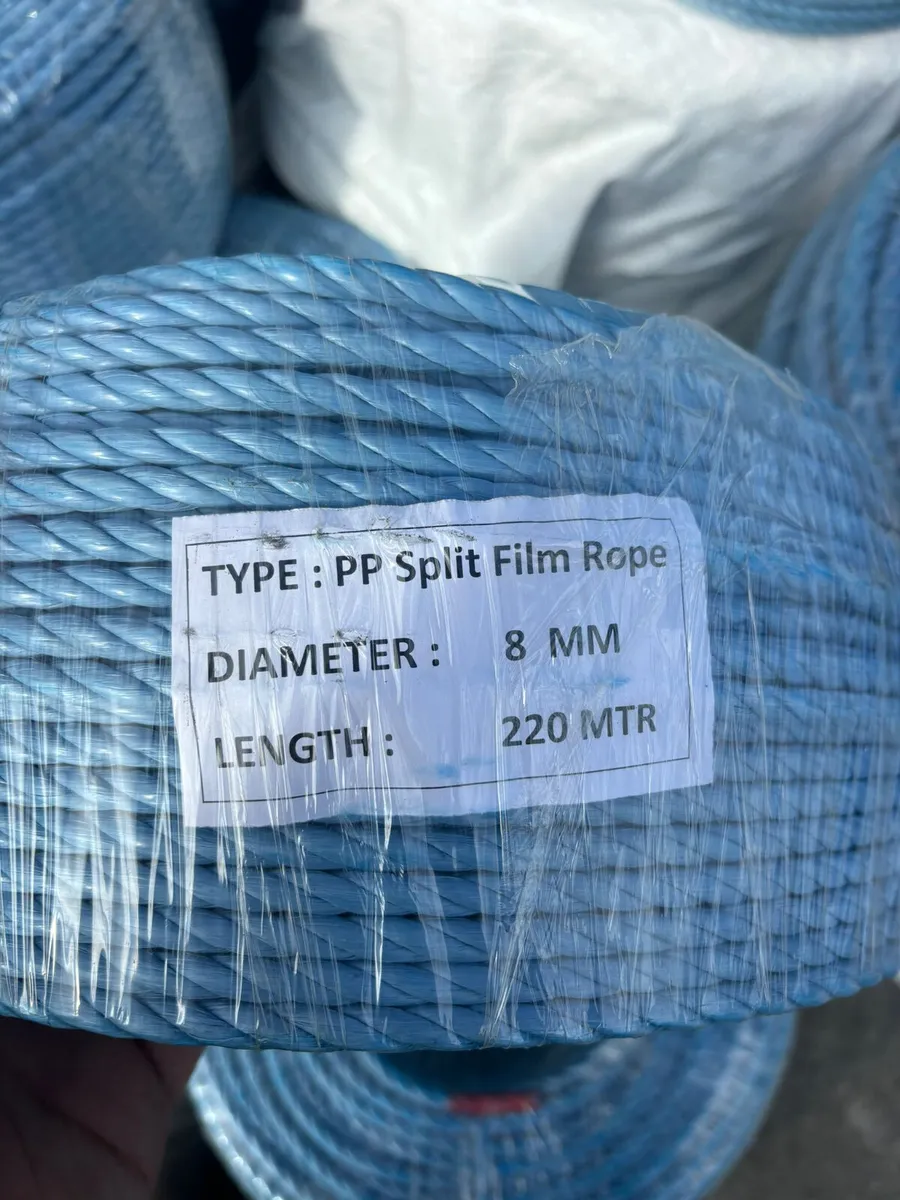 TYPE : PP Split Film Rope
DIAMETER : 8 MM
LENGTH : 220 MTR